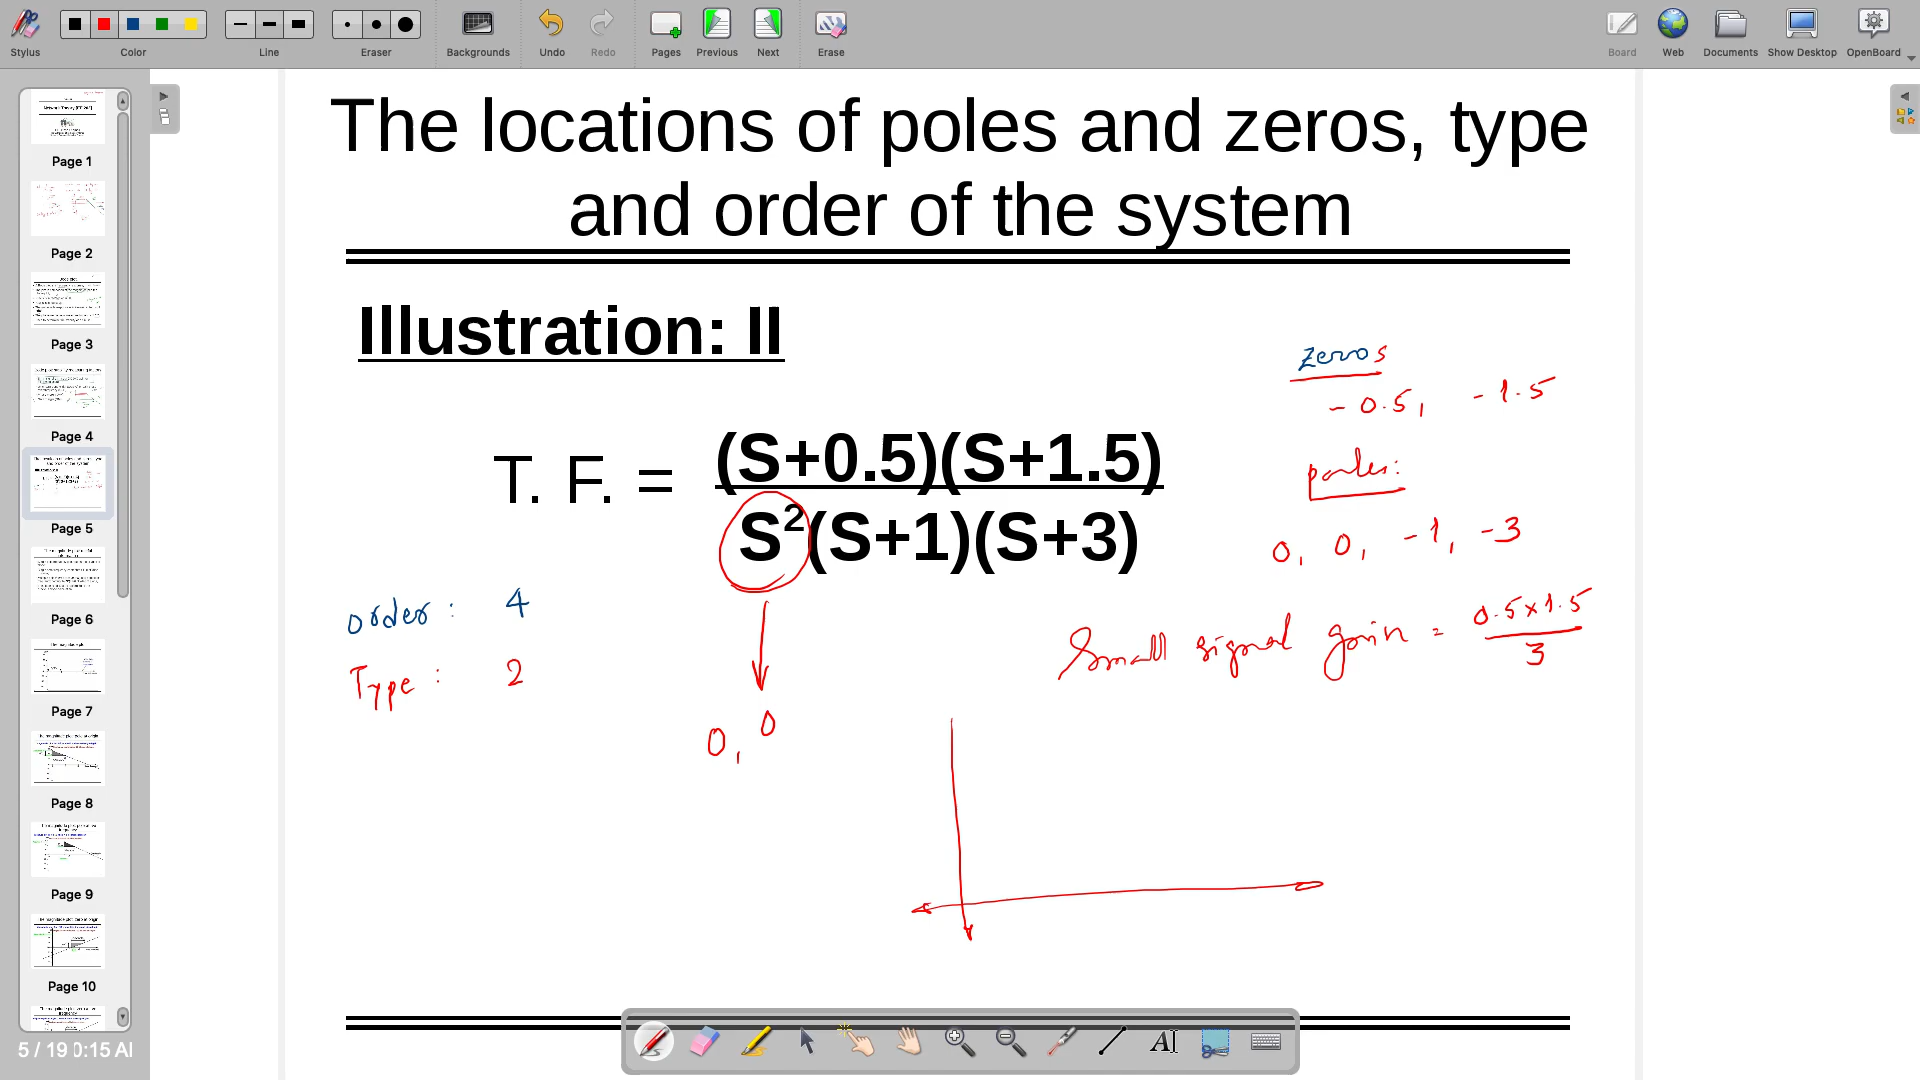 Stylus Color Line Eraser Backgrounds Undo Redo Pages Previous Next Erase Board Web Documents Show Desktop OpenBoard
Page 1
Page 2
Page 3
Page 4
Page 5
Page 6
Page 7
Page 8
Page 9
Page 10
5 / 19
The locations of poles and zeros, type
and order of the system
Illustration: II
zeros
- 0.5, - 1.5
T. F. = (S+0.5)(S+1.5)
S²(S+1)(S+3)
poles:
0, 0, -1, -3
order : 4
Type : 2
0, 0
Small signal gain = 0.5 x 1.5
3